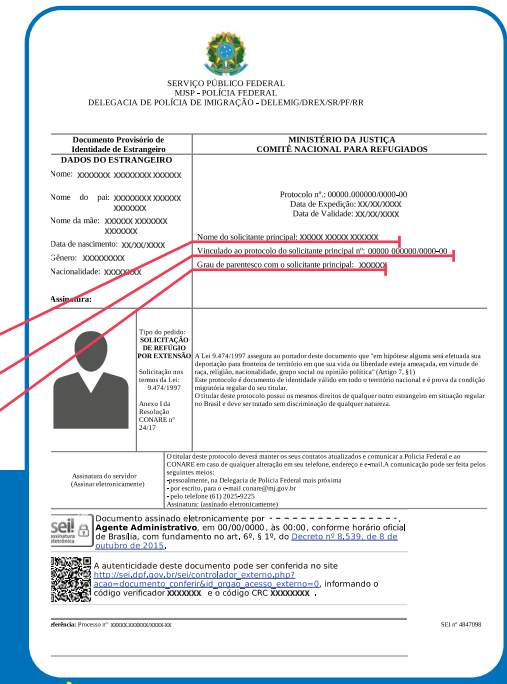 SERVIÇO PÚBLICO FEDERAL
MJSP - POLÍCIA FEDERAL
DELEGACIA DE POLÍCIA DE IMIGRAÇÃO - DELEMIG/DREX/SR/PF/RR
Documento Provisório de
Identidade de Estrangeiro
MINISTÉRIO DA JUSTIÇA
COMITÊ NACIONAL PARA REFUGIADOS
DADOS DO ESTRANGEIRO
Nome: XXXXXXX XXXXXXXX XXXXXX
Nome do pai: XXXXXXXX XXXXXX
XXXXXXX
Nome da mãe: XXXXXX XXXXXXX
XXXXXXX
Data de nascimento: XX/XX/XXXX
Gênero: XXXXXXXXX
Nacionalidade: XXXXXXXX
Assinatura:
Protocolo nº.: 00000.000000/0000-00
Data de Expedição: XX/XX/XXXX
Data de Validade: XX/XX/XXXX
Nome do solicitante principal: XXXXX XXXXX XXXXXX
Vinculado ao protocolo do solicitante principal nº: 00000 000000/0000-00
Grau de parentesco com o solicitante principal: XXXXXX
Tipo do pedido:
SOLICITAÇÃO
DE REFÚGIO
POR EXTENSÃO
Solicitação nos
termos da Lei:
9.474/1997
Anexo I da
Resolução
CONARE nº
24/17
A Lei 9.474/1997 assegura ao portador deste documento que "em hipótese alguma será efetuada sua
deportação para fronteira de território em que sua vida ou liberdade esteja ameaçada, em virtude de
raça, religião, nacionalidade, grupo social ou opinião política" (Artigo 7, §1)
Este protocolo é documento de identidade válido em todo o território nacional e é prova da condição
migratória regular do seu titular.
O titular deste protocolo possui os mesmos direitos de qualquer outro estrangeiro em situação regular
no Brasil e deve ser tratado sem discriminação de qualquer natureza.
Assinatura do servidor
(Assinar eletronicamente)
O titular deste protocolo deverá manter os seus contatos atualizados e comunicar a Polícia Federal e ao
CONARE em caso de qualquer alteração em seu telefone, endereço e e-mail.A comunicação pode ser feita pelos
seguintes meios:
-pessoalmente, na Delegacia de Polícia Federal mais próxima
- por escrito, para o e-mail conare@mj.gov.br
- pelo telefone (61) 2025-9225
Assinatura: (assinado eletronicamente)
sei!
assinatura
eletrônica
Documento assinado eletronicamente por - - - - - - - - - - - - - - - - -,
Agente Administrativo, em 00/00/0000, às 00:00, conforme horário oficial
de Brasília, com fundamento no art. 6º, § 1º, do Decreto nº 8.539, de 8 de
outubro de 2015.
A autenticidade deste documento pode ser conferida no site
http://sei.dpf.gov.br/sei/controlador_externo.php?
acao=documento_conferir&id_orgao_acesso_externo=0, informando o
código verificador XXXXXXX e o código CRC XXXXXXXX .
eferência: Processo nº XXXXX.XXXXXX/XXXX-XX
SEI nº 4847098